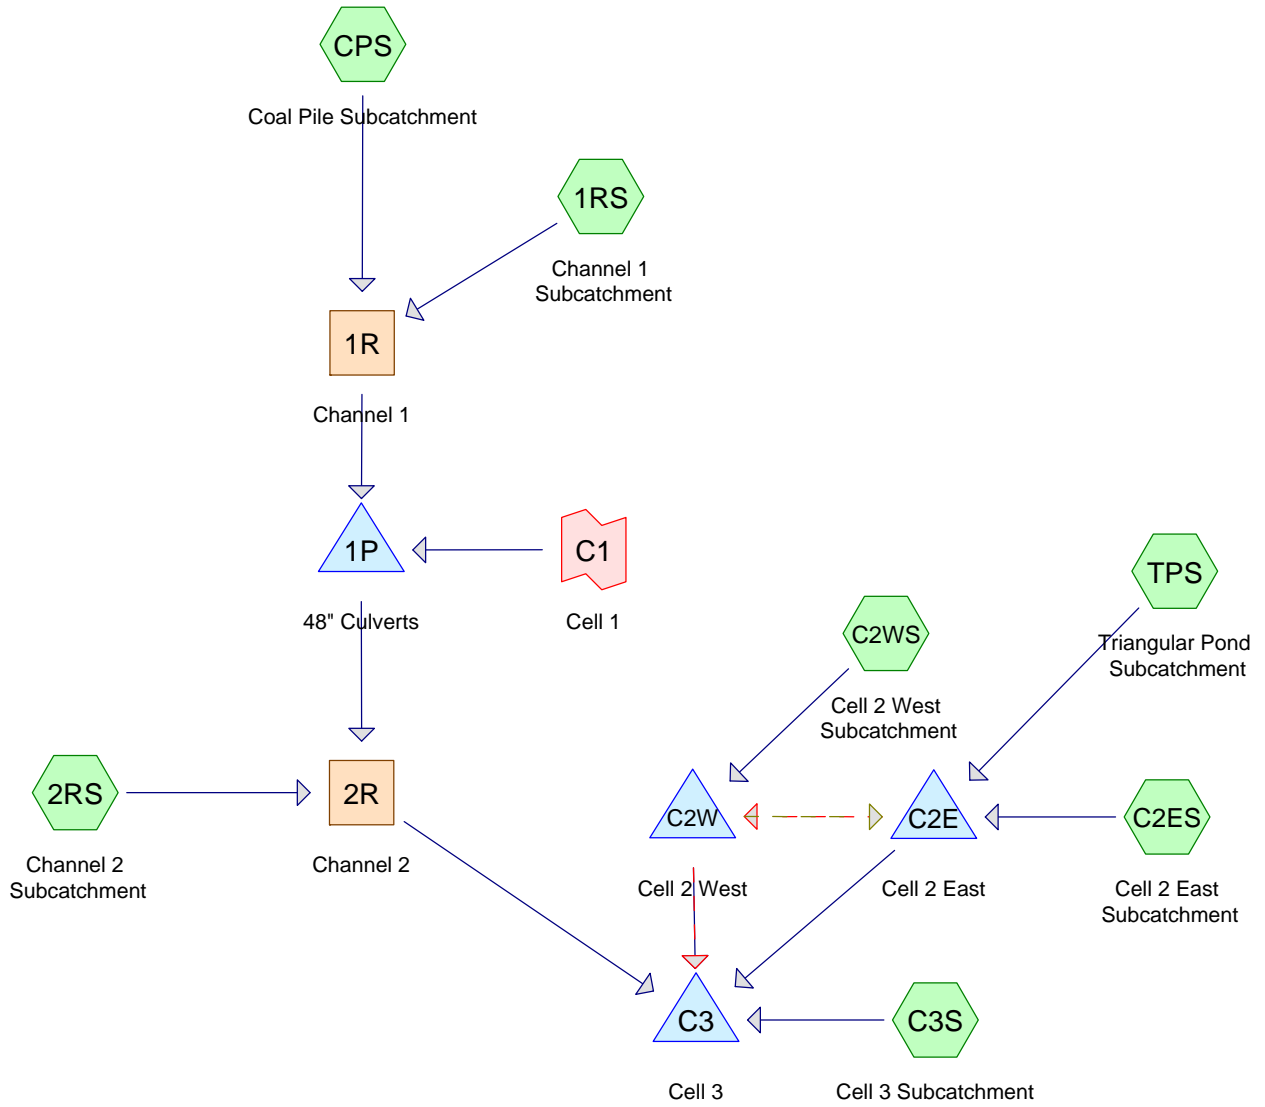 CPS
Coal Pile Subcatchment
1RS
Channel 1
Subcatchment
1R
Channel 1
1P
48" Culverts
C1
Cell 1
TPS
Triangular Pond
Subcatchment
C2WS
Cell 2 West
Subcatchment
2RS
Channel 2
Subcatchment
2R
Channel 2
C2W
Cell 2 West
C2E
Cell 2 East
C2ES
Cell 2 East
Subcatchment
C3
Cell 3
C3S
Cell 3 Subcatchment